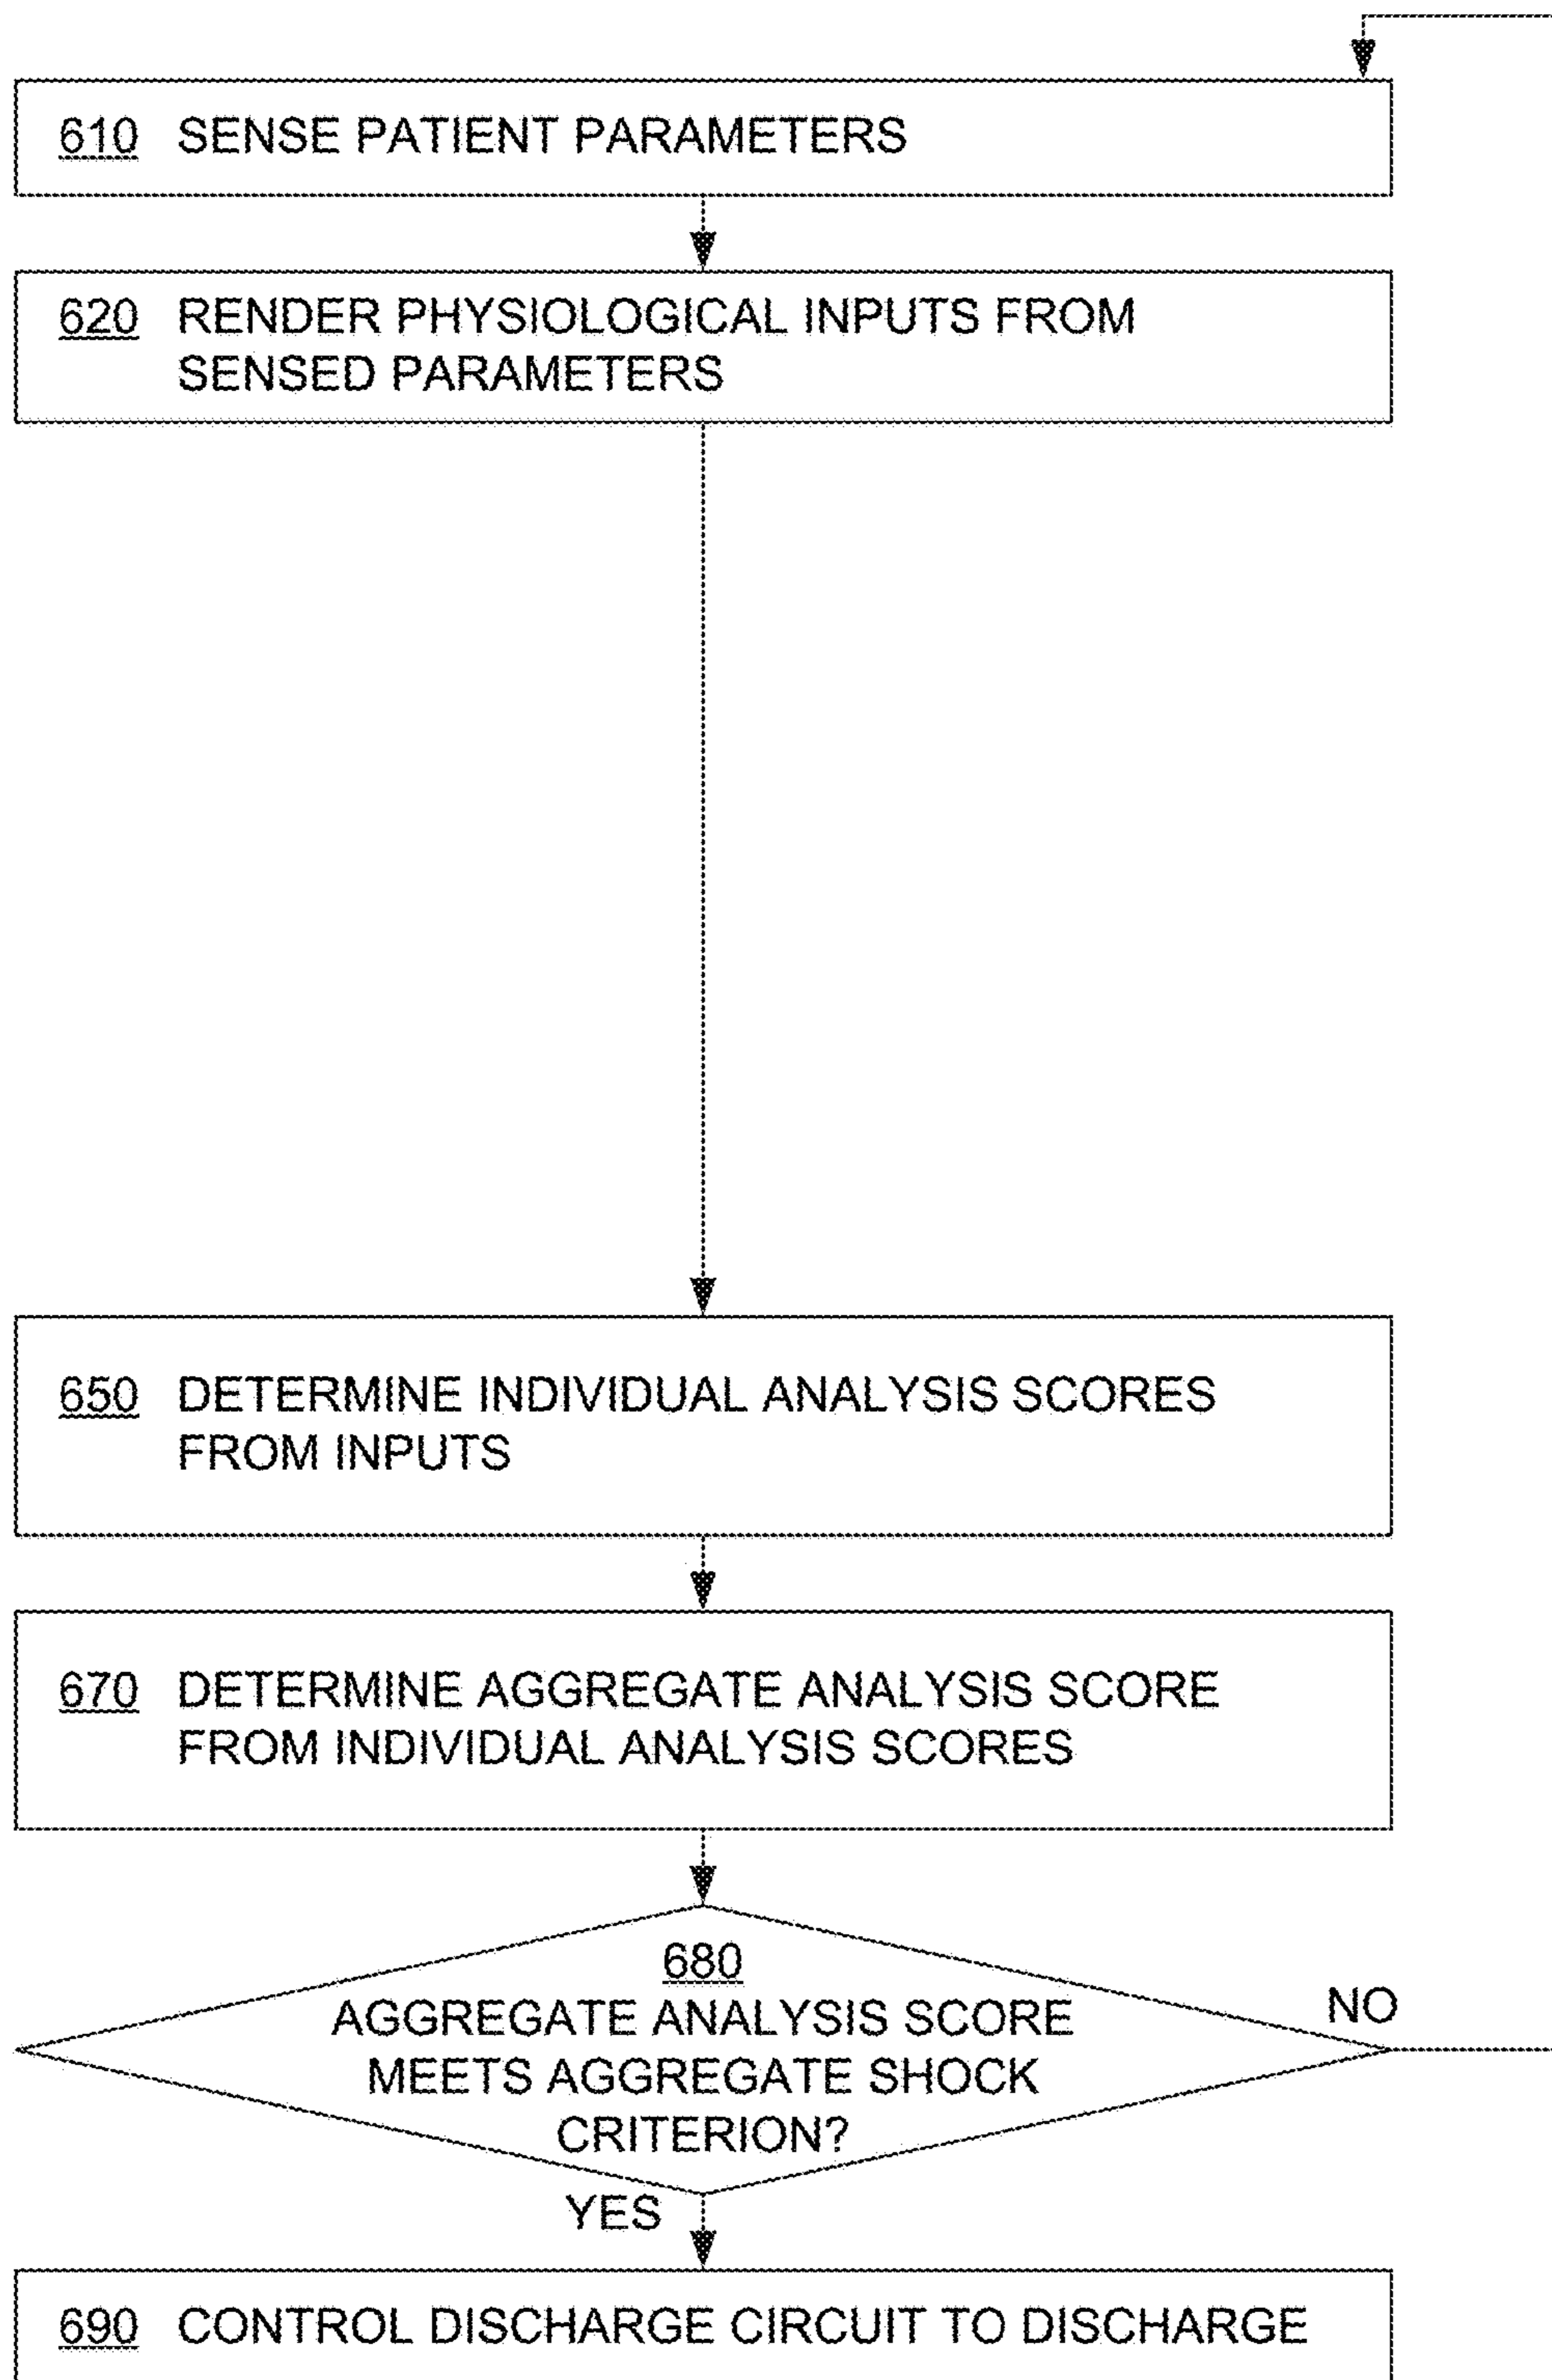 610 SENSE PATIENT PARAMETERS
620 RENDER PHYSIOLOGICAL INPUTS FROM
SENSED PARAMETERS
650 DETERMINE INDIVIDUAL ANALYSIS SCORES
FROM INPUTS
670 DETERMINE AGGREGATE ANALYSIS SCORE
FROM INDIVIDUAL ANALYSIS SCORES
680
AGGREGATE ANALYSIS SCORE
MEETS AGGREGATE SHOCK
CRITERION?
NO
YES
690 CONTROL DISCHARGE CIRCUIT TO DISCHARGE